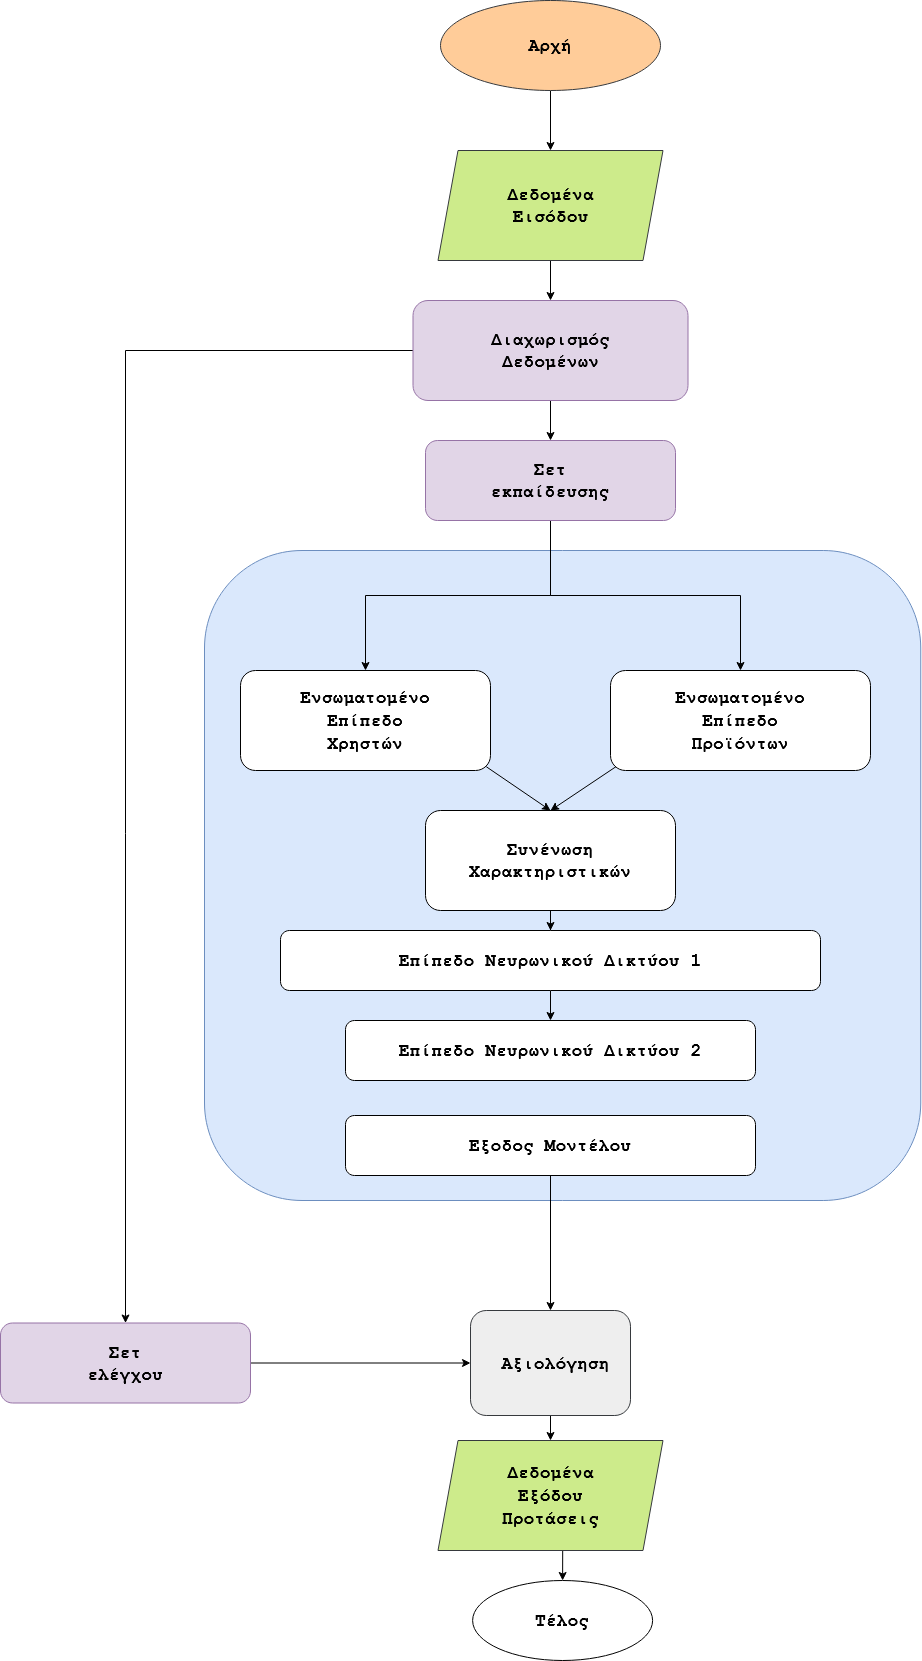 Αρχή
Δεδομένα
Εισόδου
Διαχωρισμός
Δεδομένων
Σετ
εκπαίδευσης
Ενσωματομένο
Επίπεδο
Χρηστών
Ενσωματομένο
Επίπεδο
Προϊόντων
Συνένωση
Χαρακτηριστικών
Επίπεδο Νευρωνικού Δικτύου 1
Επίπεδο Νευρωνικού Δικτύου 2
Εξοδος Μοντέλου
Σετ
ελέγχου
Αξιολόγηση
Δεδομένα
Εξόδου
Προτάσεις
Τέλος